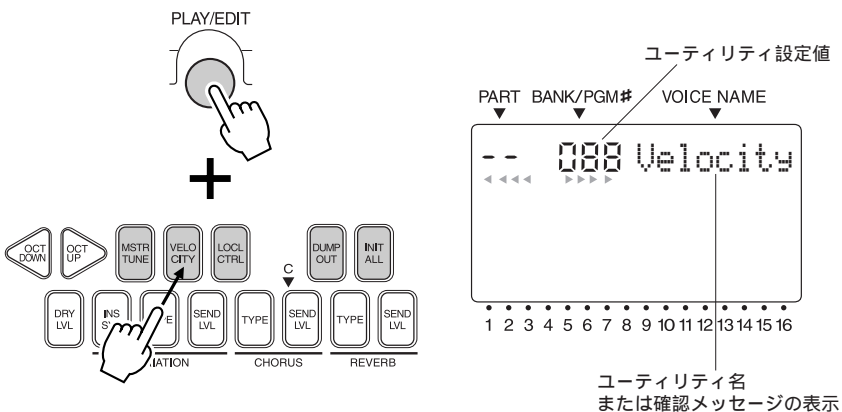 PLAY/EDIT
OCT DOWN
OCT UP
MSTR TUNE
VELO CITY
LOCL CTRL
DUMP OUT
INIT ALL
C
DRY LVL
INS
SEND LVL
TYPE
SEND LVL
TYPE
SEND LVL
CHORUS
REVERB
ユーティリティ設定値
PART BANK/PGM♯ VOICE NAME
-- 088 Velocity
1 2 3 4 5 6 7 8 9 10 11 12 13 14 15 16
ユーティリティ名
または確認メッセージの表示